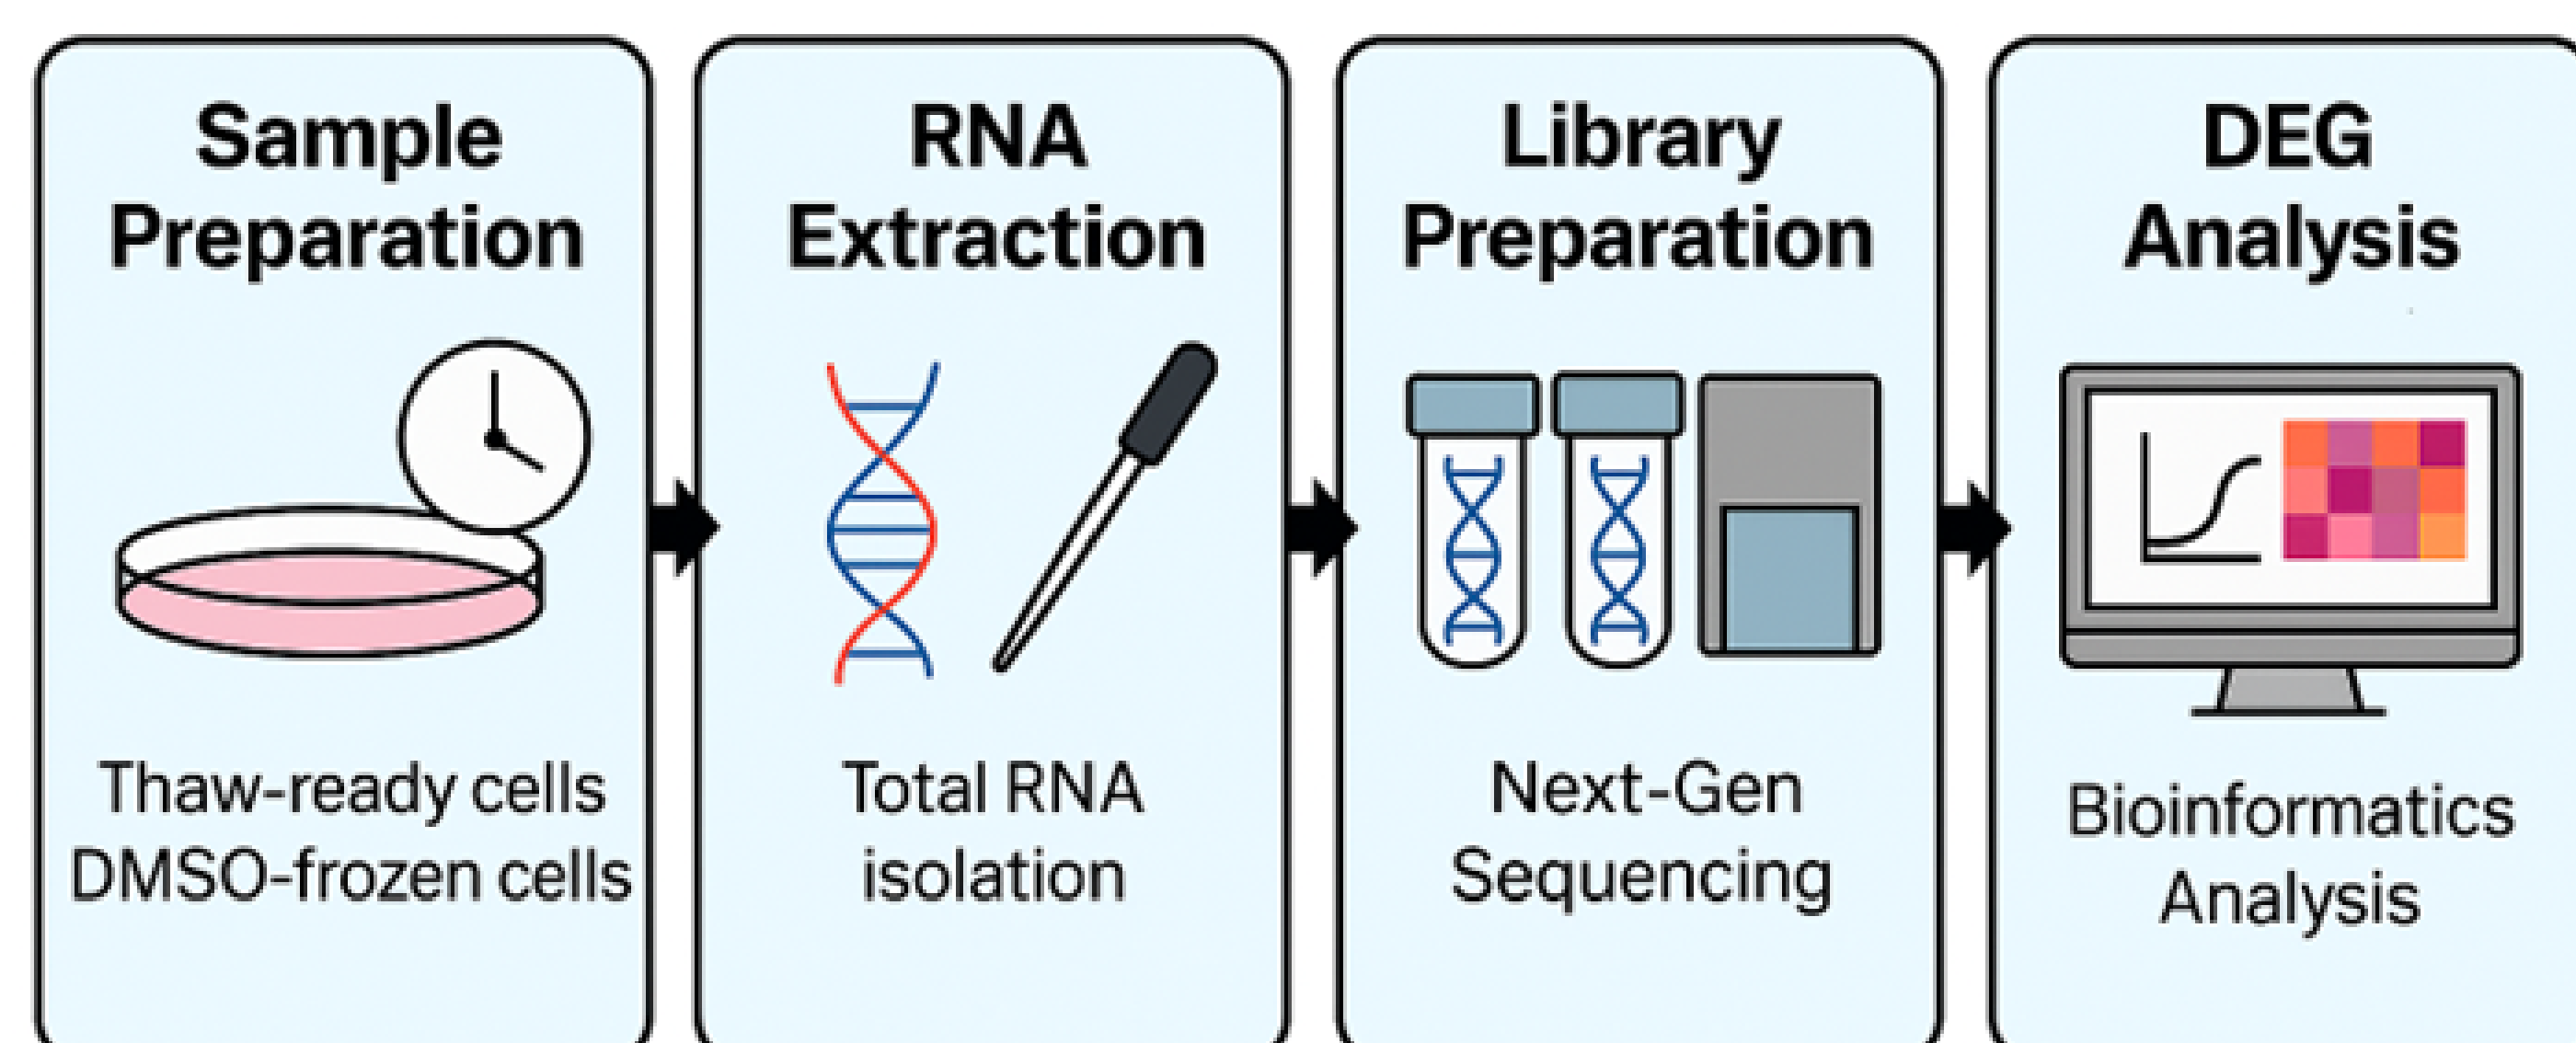 Sample
Preparation
Thaw-ready cells
DMSO-frozen cells
RNA
Extraction
Total RNA
isolation
Library
Preparation
Next-Gen
Sequencing
DEG
Analysis
Bioinformatics
Analysis